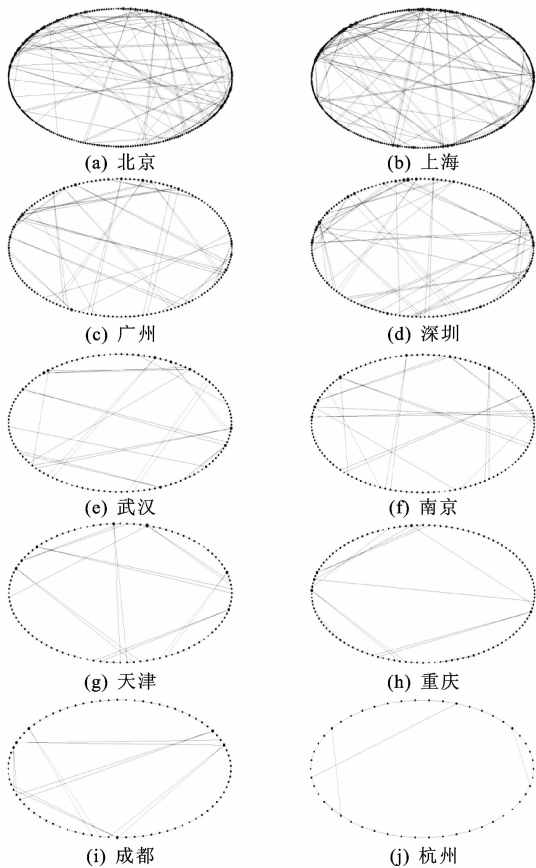 (a) 北京
(b) 上海
(c) 广州
(d) 深圳
(e) 武汉
(f) 南京
(g) 天津
(h) 重庆
(i) 成都
(j) 杭州